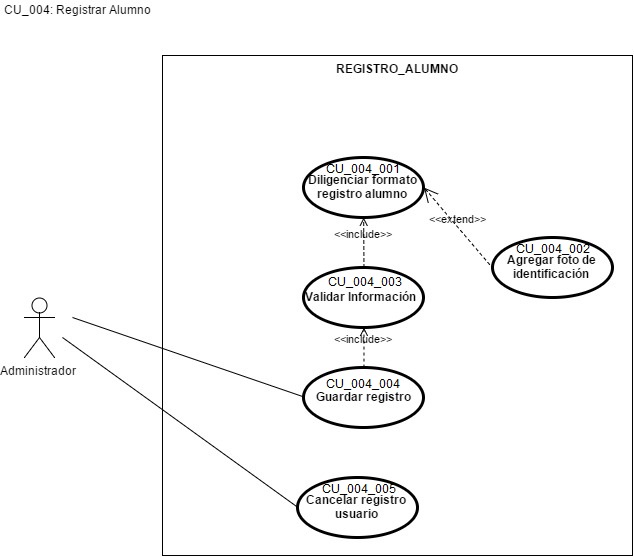 CU_004: Registrar Alumno
REGISTRO_ALUMNO
CU_004_001
Diligenciar formato
registro alumno
<<extend>>
<<include>>
CU_004_002
Agregar foto de
identificación
CU_004_003
Validar Información
<<include>>
Administrador
CU_004_004
Guardar registro
CU_004_005
Cancelar registro
usuario